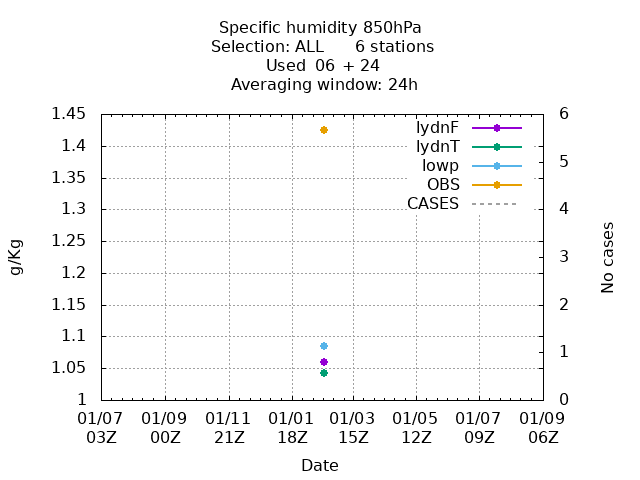 Specific humidity 850hPa
Selection: ALL 6 stations
Used 06 + 24
Averaging window: 24h
1.45
1.4
1.35
1.3
1.25
1.2
1.15
1.1
1.05
1
g/Kg
6
5
4
3
2
1
0
No cases
lydnF
lydnT
lowp
OBS
CASES
01/07 01/09 01/11 01/01 01/03 01/05 01/07 01/09
03Z 00Z 21Z 18Z 15Z 12Z 09Z 06Z
Date